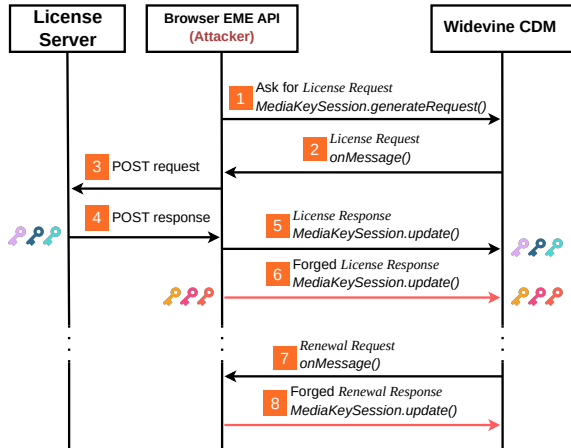 License
Server
Browser EME API
(Attacker)
Widevine CDM
1 Ask for License Request
MediaKeySession.generateRequest()
2 License Request
onMessage()
3 POST request
4 POST response
5 License Response
MediaKeySession.update()
6 Forged License Response
MediaKeySession.update()
7 Renewal Request
onMessage()
8 Forged Renewal Response
MediaKeySession.update()